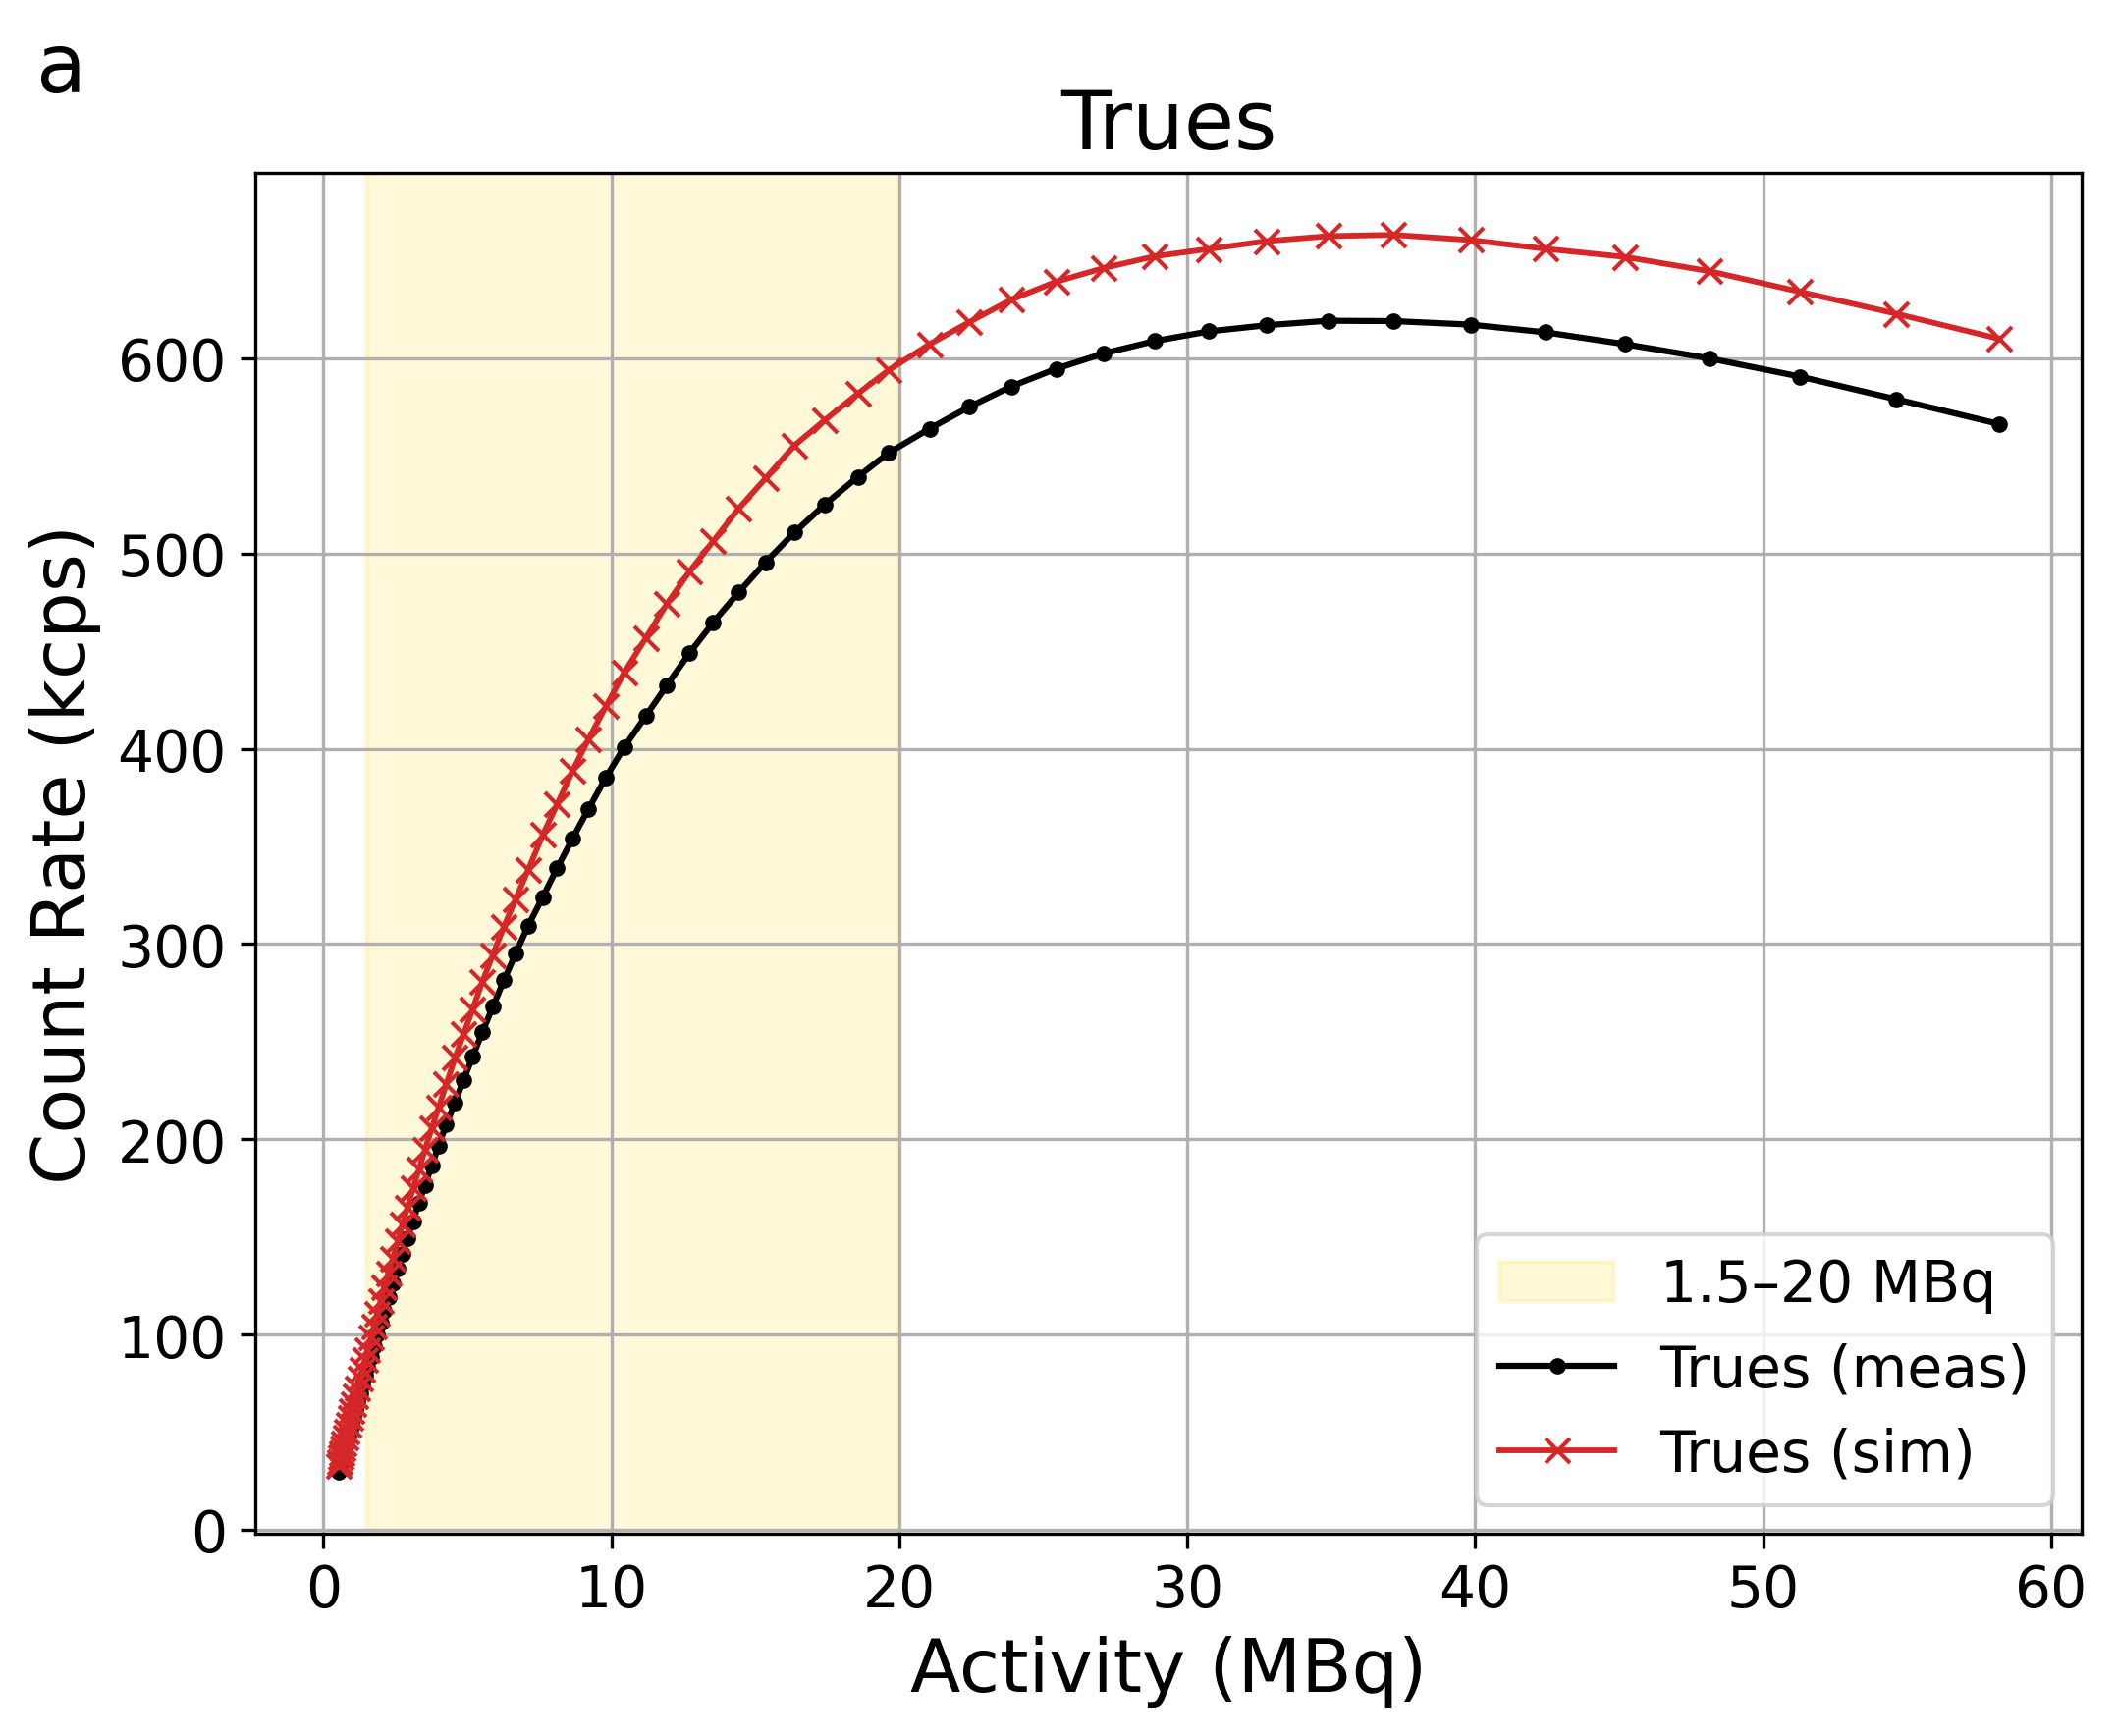 a
Trues
Count Rate (kcps)
600
500
400
300
200
100
0
0 10 20 30 40 50 60
Activity (MBq)
1.5–20 MBq
Trues (meas)
Trues (sim)